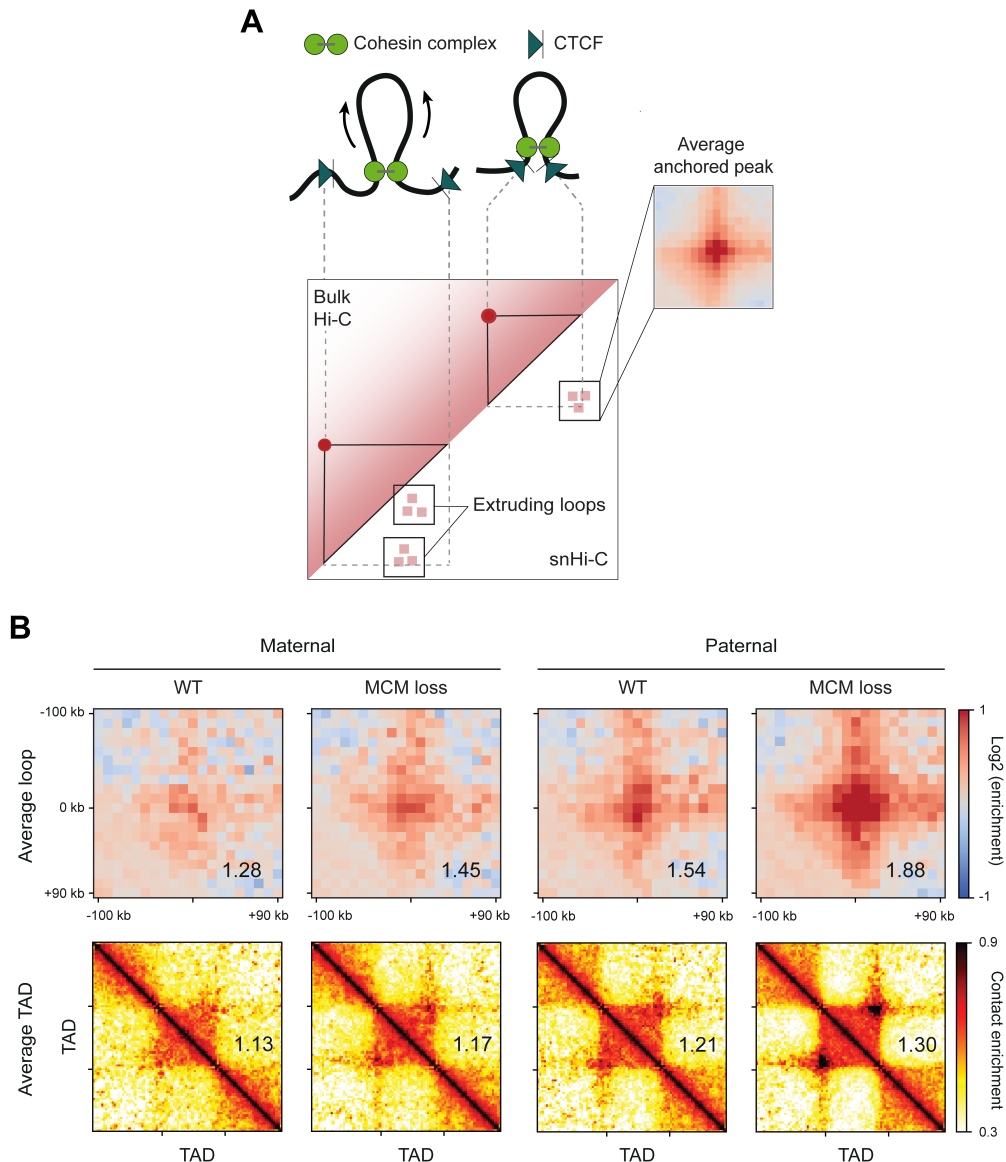 A
Cohesin complex
CTCF
Average
anchored peak
Bulk
Hi-C
Extruding loops
snHi-C
B
Maternal
Paternal
WT
MCM loss
WT
MCM loss
Average loop
-100 kb
0 kb
+90 kb
1.28
1.45
1.54
1.88
1
-1
Log2 (enrichment)
-100 kb
+90 kb
-100 kb
+90 kb
-100 kb
+90 kb
-100 kb
+90 kb
Average TAD
TAD
1.13
1.17
1.21
1.30
0.9
0.3
Contact enrichment
TAD
TAD
TAD
TAD